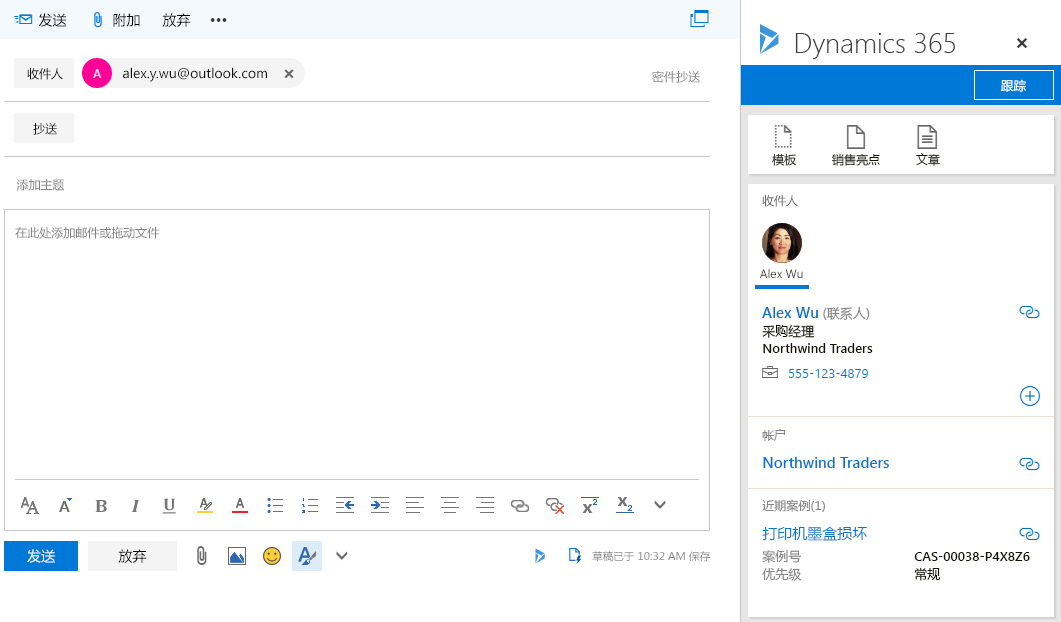 发送 附加 放弃 •••
收件人 A alex.y.wu@outlook.com × 密件抄送
抄送
添加主题
在此处添加邮件或拖动文件
AA A B I U A A x² x₂
发送 放弃 A 草稿已于 10:32 AM 保存
Dynamics 365 ×
跟踪
模板 销售亮点 文章
收件人
Alex Wu
Alex Wu (联系人)
采购经理
Northwind Traders
555-123-4879
帐户
Northwind Traders
近期案例(1)
打印机墨盒损坏
案例号 CAS-00038-P4X8Z6
优先级 常规